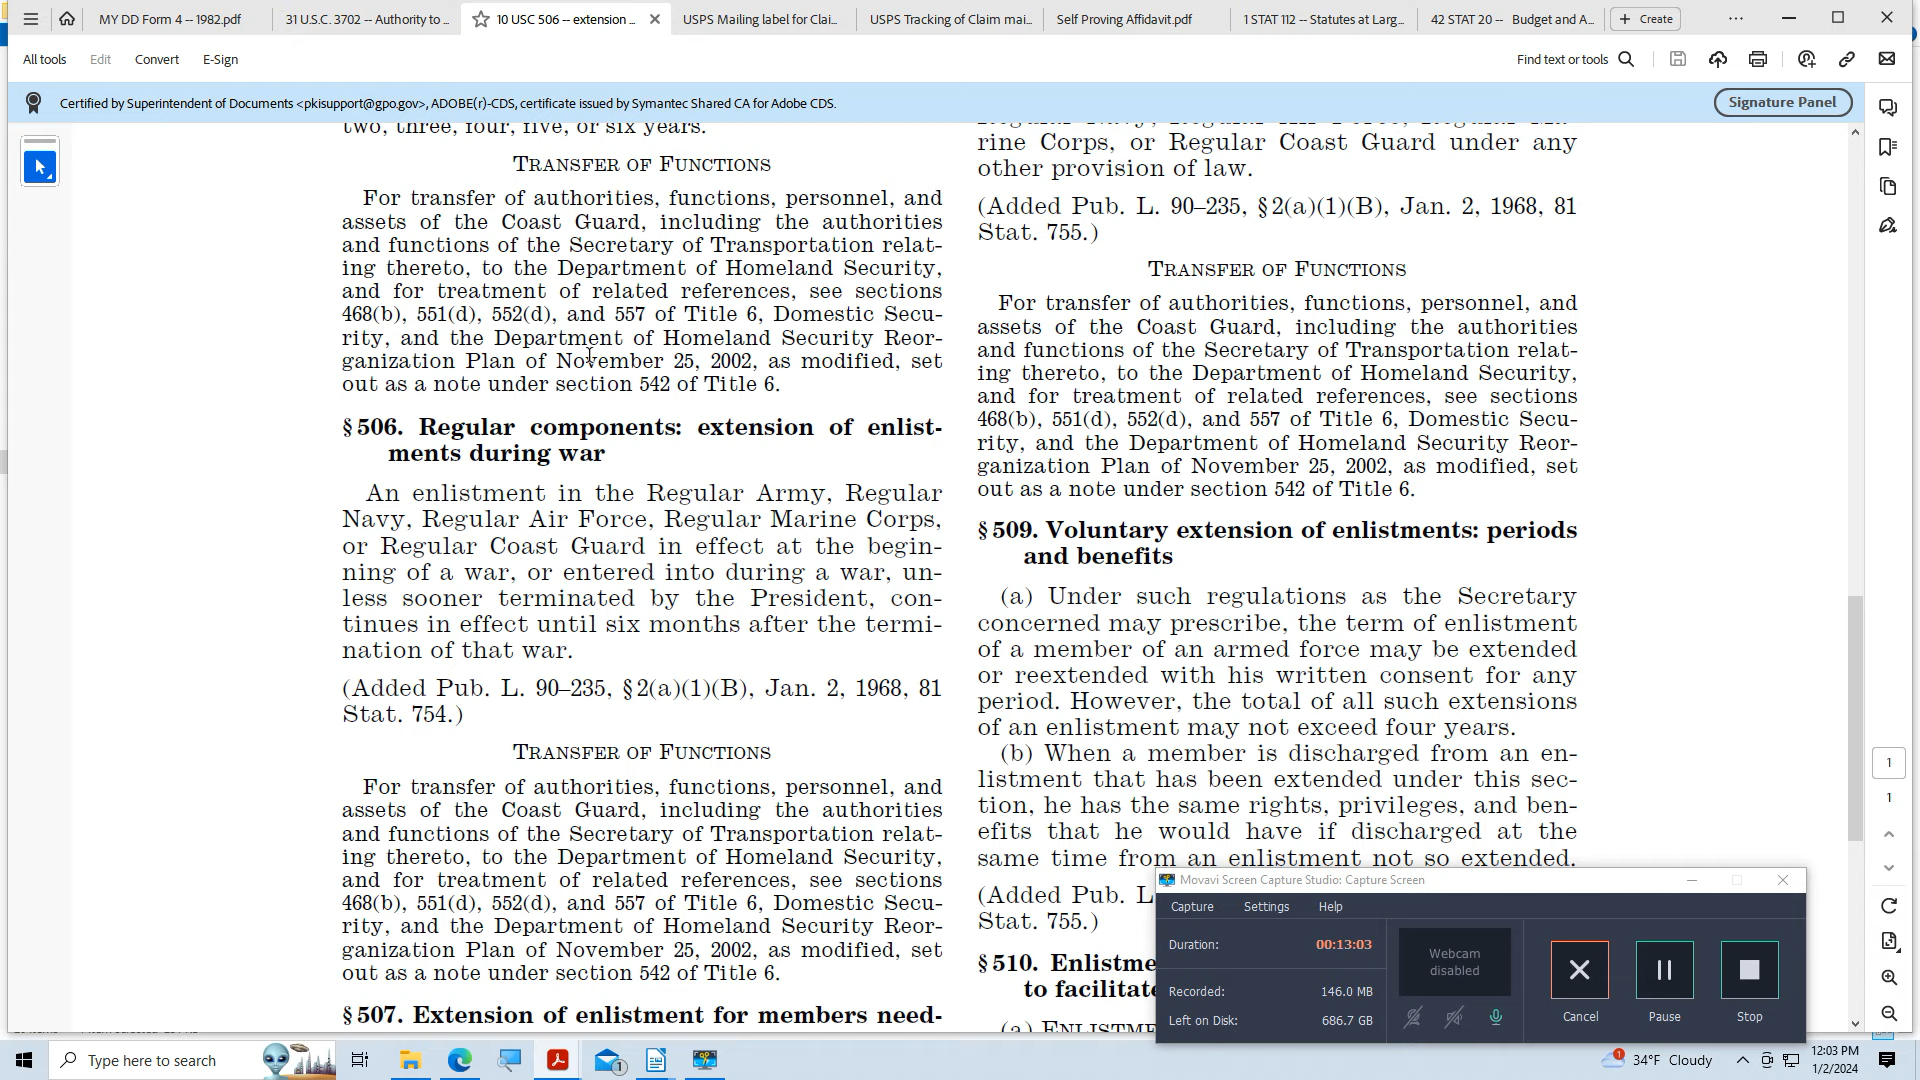 MY DD Form 4 -- 1982.pdf
31 U.S.C. 3702 -- Authority to ...
10 USC 506 -- extension ...
USPS Mailing label for Clai...
USPS Tracking of Claim mai...
Self Proving Affidavit.pdf
1 STAT 112 -- Statutes at Larg...
42 STAT 20 -- Budget and A...
+ Create
All tools
Edit
Convert
E-Sign
Find text or tools
Certified by Superintendent of Documents <pkisupport@gpo.gov>, ADOBE(r)-CDS, certificate issued by Symantec Shared CA for Adobe CDS.
Signature Panel
two, three, four, five, or six years.
TRANSFER OF FUNCTIONS
For transfer of authorities, functions, personnel, and
assets of the Coast Guard, including the authorities
and functions of the Secretary of Transportation relat-
ing thereto, to the Department of Homeland Security,
and for treatment of related references, see sections
468(b), 551(d), 552(d), and 557 of Title 6, Domestic Secu-
rity, and the Department of Homeland Security Reor-
ganization Plan of November 25, 2002, as modified, set
out as a note under section 542 of Title 6.
§ 506. Regular components: extension of enlist-
ments during war
An enlistment in the Regular Army, Regular
Navy, Regular Air Force, Regular Marine Corps,
or Regular Coast Guard in effect at the begin-
ning of a war, or entered into during a war, un-
less sooner terminated by the President, con-
tinues in effect until six months after the termi-
nation of that war.
(Added Pub. L. 90–235, § 2(a)(1)(B), Jan. 2, 1968, 81
Stat. 754.)
TRANSFER OF FUNCTIONS
For transfer of authorities, functions, personnel, and
assets of the Coast Guard, including the authorities
and functions of the Secretary of Transportation relat-
ing thereto, to the Department of Homeland Security,
and for treatment of related references, see sections
468(b), 551(d), 552(d), and 557 of Title 6, Domestic Secu-
rity, and the Department of Homeland Security Reor-
ganization Plan of November 25, 2002, as modified, set
out as a note under section 542 of Title 6.
§ 507. Extension of enlistment for members need-
Regular Navy, Regular Air Force, Regular Ma-
rine Corps, or Regular Coast Guard under any
other provision of law.
(Added Pub. L. 90–235, § 2(a)(1)(B), Jan. 2, 1968, 81
Stat. 755.)
TRANSFER OF FUNCTIONS
For transfer of authorities, functions, personnel, and
assets of the Coast Guard, including the authorities
and functions of the Secretary of Transportation relat-
ing thereto, to the Department of Homeland Security,
and for treatment of related references, see sections
468(b), 551(d), 552(d), and 557 of Title 6, Domestic Secu-
rity, and the Department of Homeland Security Reor-
ganization Plan of November 25, 2002, as modified, set
out as a note under section 542 of Title 6.
§ 509. Voluntary extension of enlistments: periods
and benefits
(a) Under such regulations as the Secretary
concerned may prescribe, the term of enlistment
of a member of an armed force may be extended
or reextended with his written consent for any
period. However, the total of all such extensions
of an enlistment may not exceed four years.
(b) When a member is discharged from an en-
listment that has been extended under this sec-
tion, he has the same rights, privileges, and ben-
efits that he would have if discharged at the
same time from an enlistment not so extended.
(Added Pub. L.
Stat. 755.)
§ 510. Enlistme
to facilitate
(a) ENLISTME
1
1
Movavi Screen Capture Studio: Capture Screen
Capture
Settings
Help
Duration:
00:13:03
Recorded:
146.0 MB
Left on Disk:
686.7 GB
Webcam
disabled
Cancel
Pause
Stop
Type here to search
1
1
34°F Cloudy
12:03 PM
1/2/2024